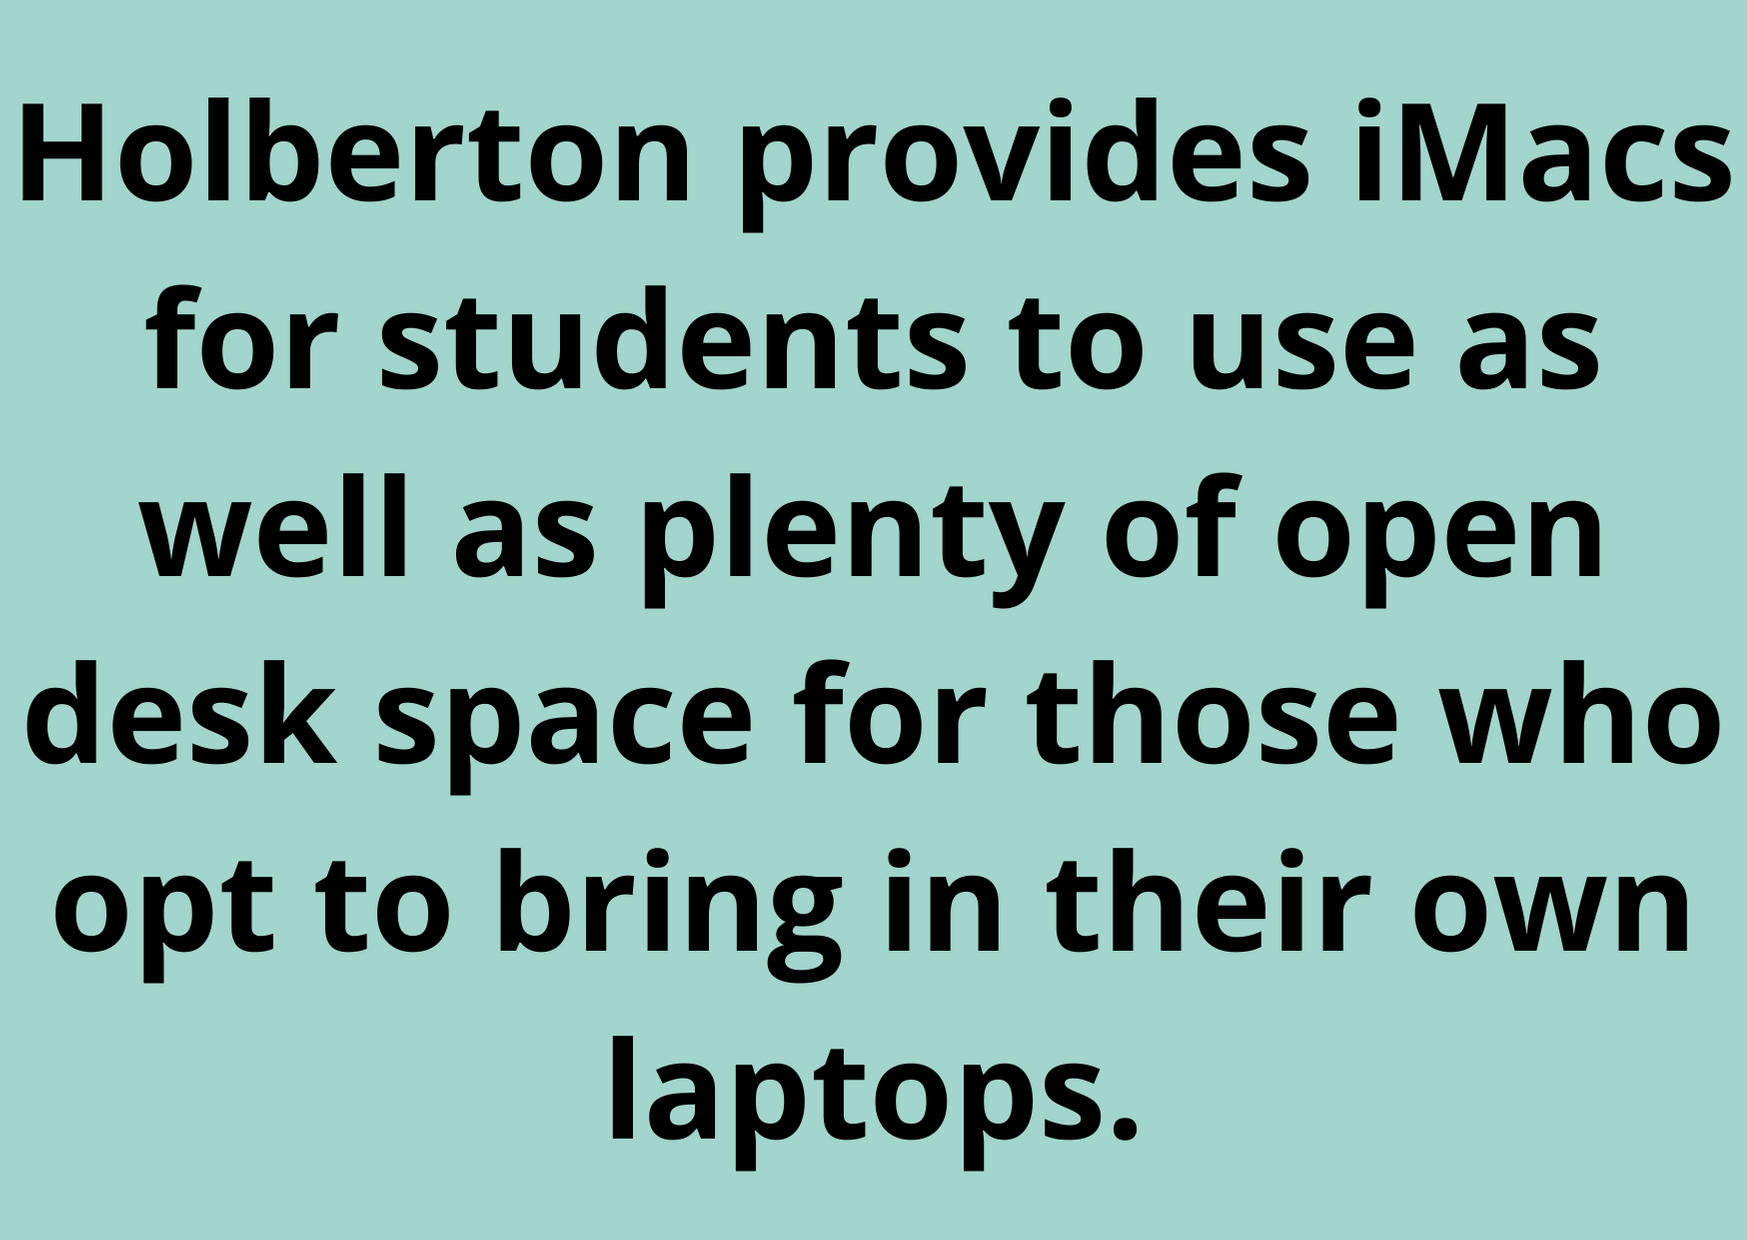 Holberton provides iMacs
for students to use as
well as plenty of open
desk space for those who
opt to bring in their own
laptops.